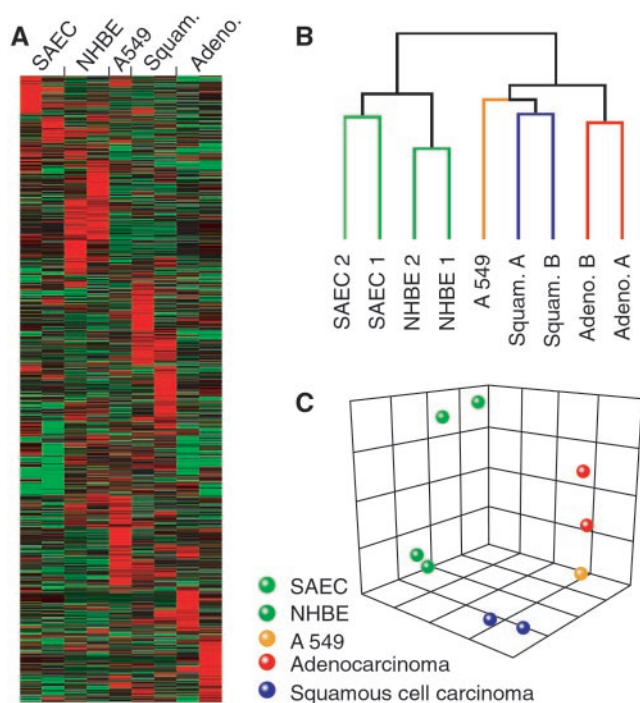 A
SAEC
NHBE
A549
Squam.
Adeno.
B
SAEC 2
SAEC 1
NHBE 2
NHBE 1
A 549
Squam. A
Squam. B
Adeno. B
Adeno. A
C
SAEC
NHBE
A 549
Adenocarcinoma
Squamous cell carcinoma